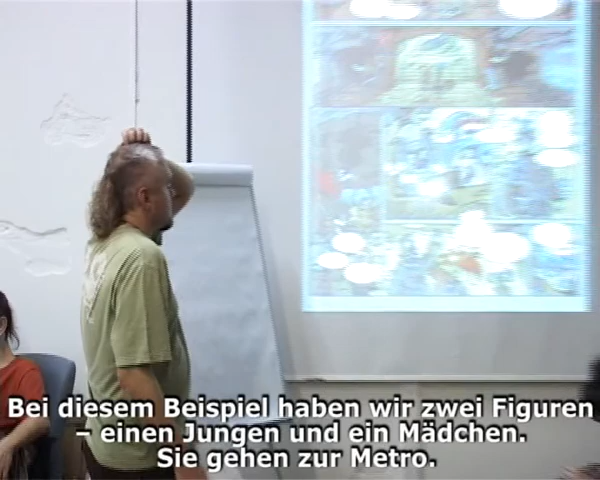 Bei diesem Beispiel haben wir zwei Figuren
– einen Jungen und ein Mädchen.
Sie gehen zur Metro.